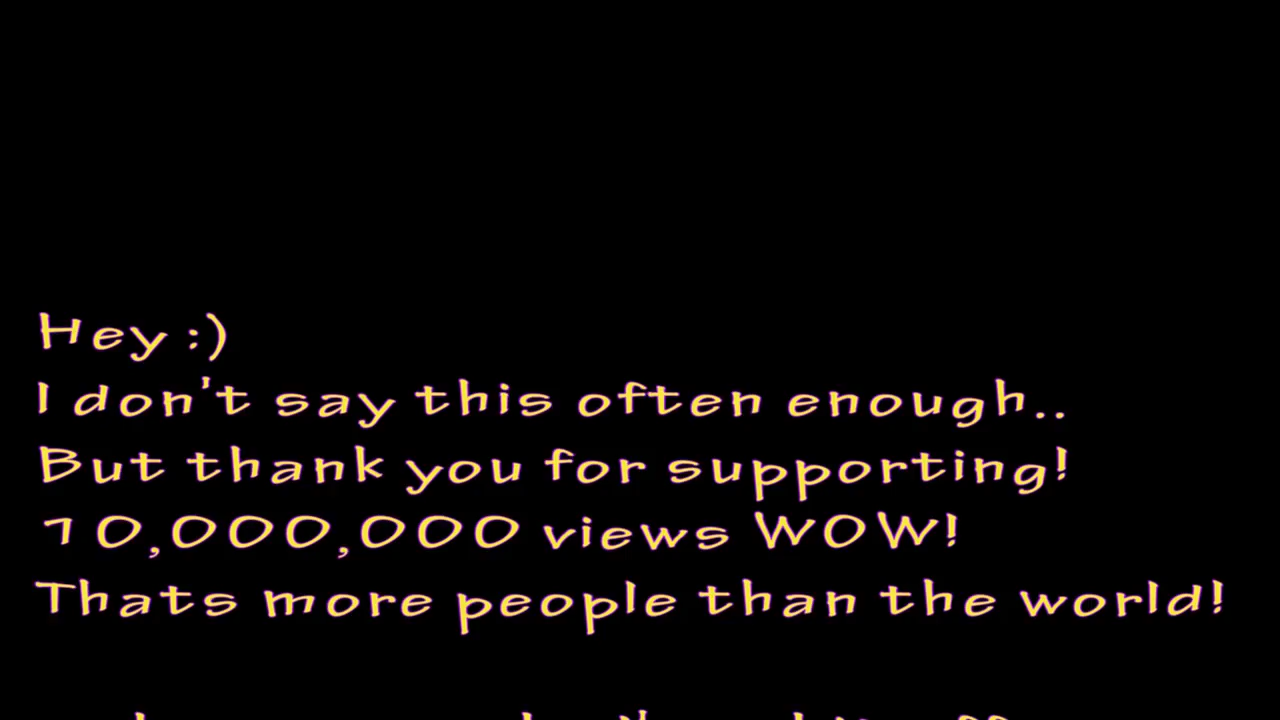 Hey :)
I don't say this often enough..
But thank you for supporting!
10,000,000 views WOW!
Thats more people than the world!